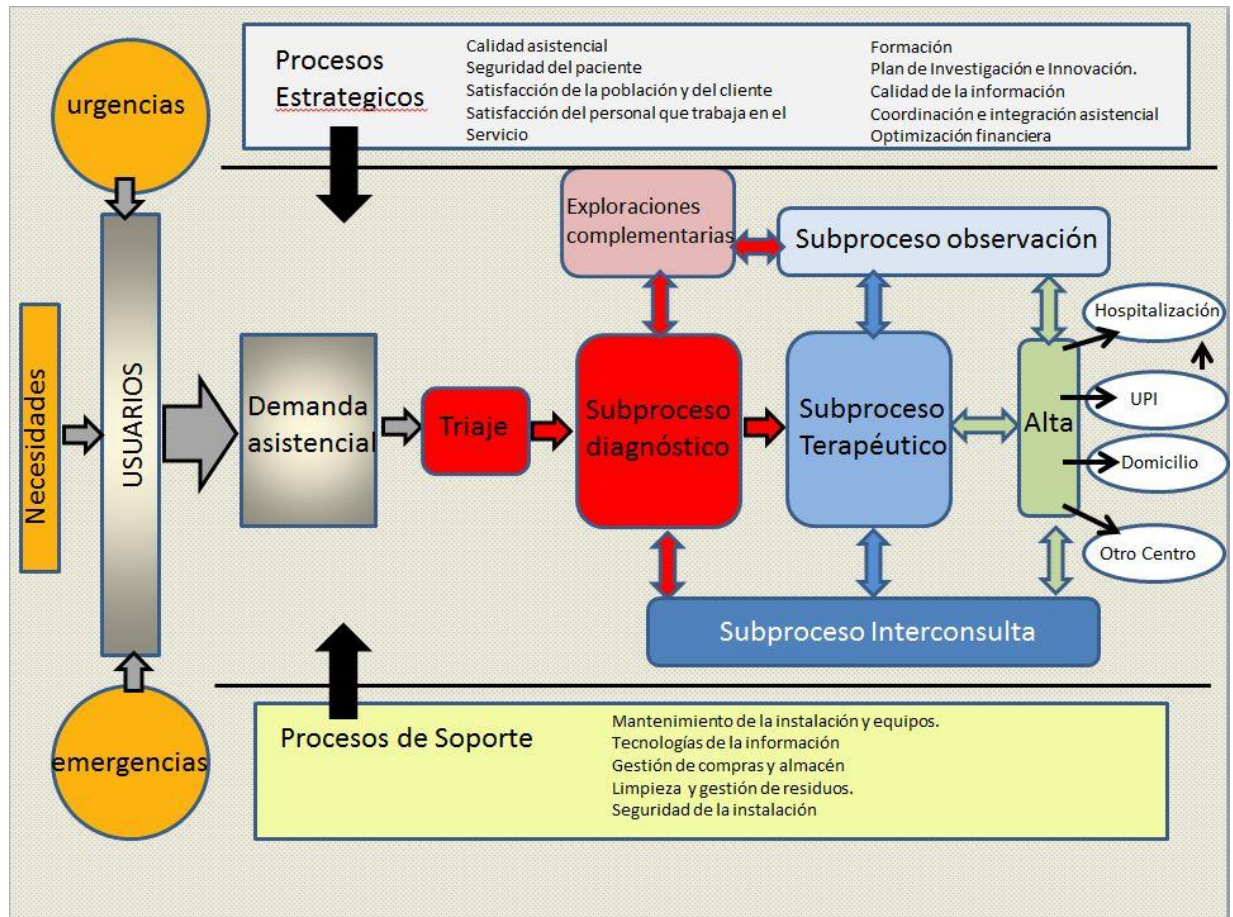 urgencias
Procesos
Estrategicos
Calidad asistencial
Seguridad del paciente
Satisfacción de la población y del cliente
Satisfacción del personal que trabaja en el
Servicio
Formación
Plan de Investigación e Innovación.
Calidad de la información
Coordinación e integración asistencial
Optimización financiera
Necesidades
USUARIOS
Demanda
asistencial
Triaje
Exploraciones
complementarias
Subproceso
diagnóstico
Subproceso observación
Subproceso
Terapéutico
Alta
Hospitalización
UPI
Domicilio
Otro Centro
Subproceso Interconsulta
emergencias
Procesos de Soporte
Mantenimiento de la instalación y equipos.
Tecnologías de la información
Gestión de compras y almacén
Limpieza y gestión de residuos.
Seguridad de la instalación